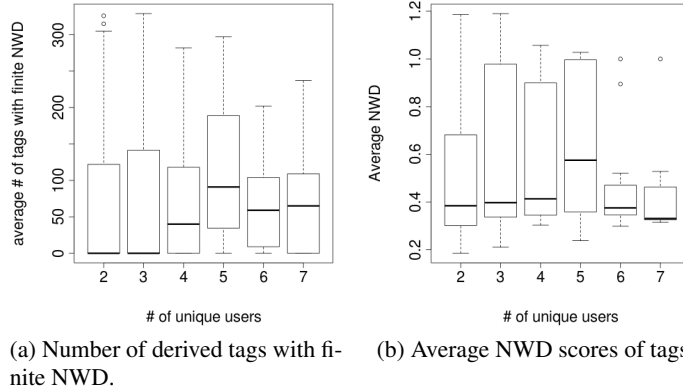 average # of tags with finite NWD
300
200
100
50
0
2 3 4 5 6 7
# of unique users
(a) Number of derived tags with fi-
nite NWD.
Average NWD
1.2
1.0
0.8
0.6
0.4
0.2
2 3 4 5 6 7
# of unique users
(b) Average NWD scores of tags